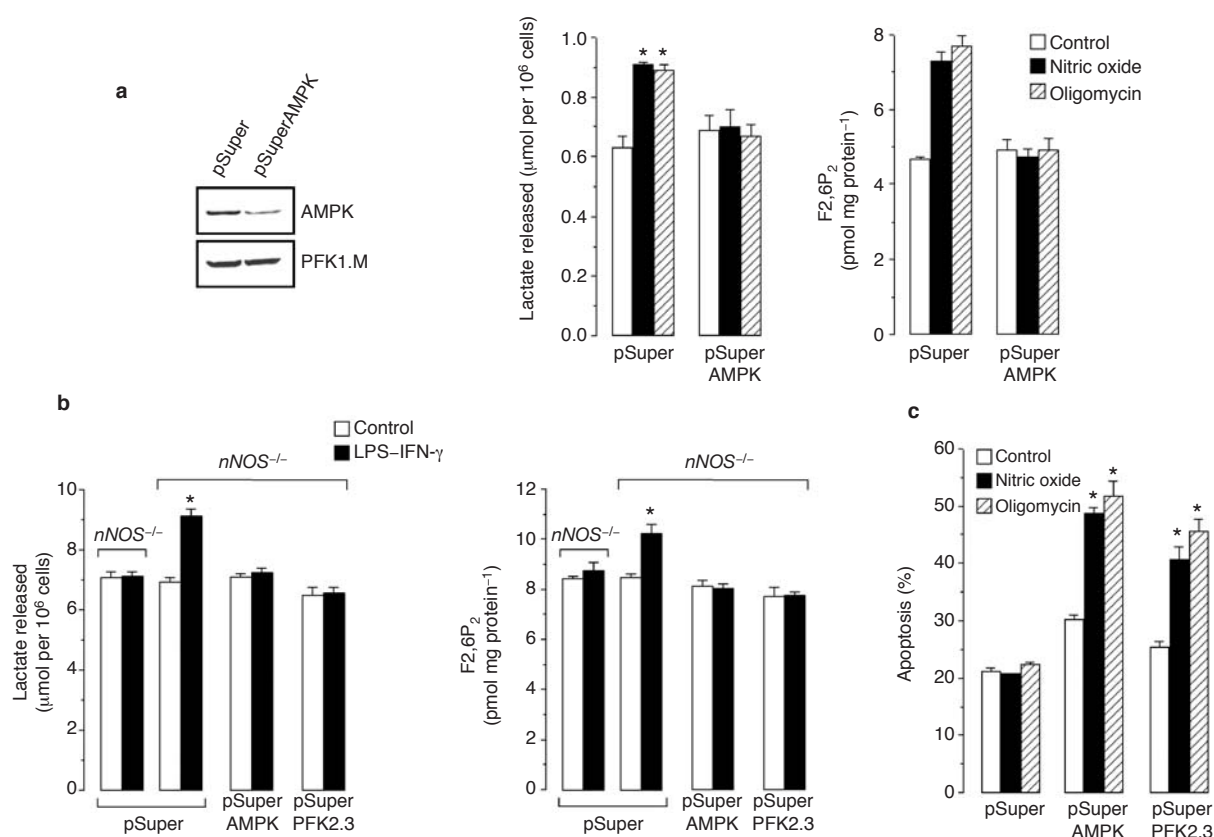 a
pSuper
pSuperAMPK
AMPK
PFK1.M
Lactate released (μmol per 10⁶ cells)
1.0
0.8
0.6
0.4
0.2
0.0
* *
pSuper
pSuper
AMPK
F2,6P₂
(pmol mg protein⁻¹)
8
6
4
2
0
pSuper
pSuper
AMPK
Control
Nitric oxide
Oligomycin
b
Control
LPS–IFN-γ
Lactate released
(μmol per 10⁶ cells)
10
8
6
4
2
0
nNOS⁻/⁻
nNOS⁻/⁻
*
pSuper
pSuper
AMPK
pSuper
PFK2.3
F2,6P₂
(pmol mg protein⁻¹)
12
10
8
6
4
2
0
nNOS⁻/⁻
nNOS⁻/⁻
*
pSuper
pSuper
AMPK
pSuper
PFK2.3
c
Control
Nitric oxide
Oligomycin
Apoptosis (%)
60
50
40
30
20
10
0
* *
* *
pSuper
pSuper
AMPK
pSuper
PFK2.3